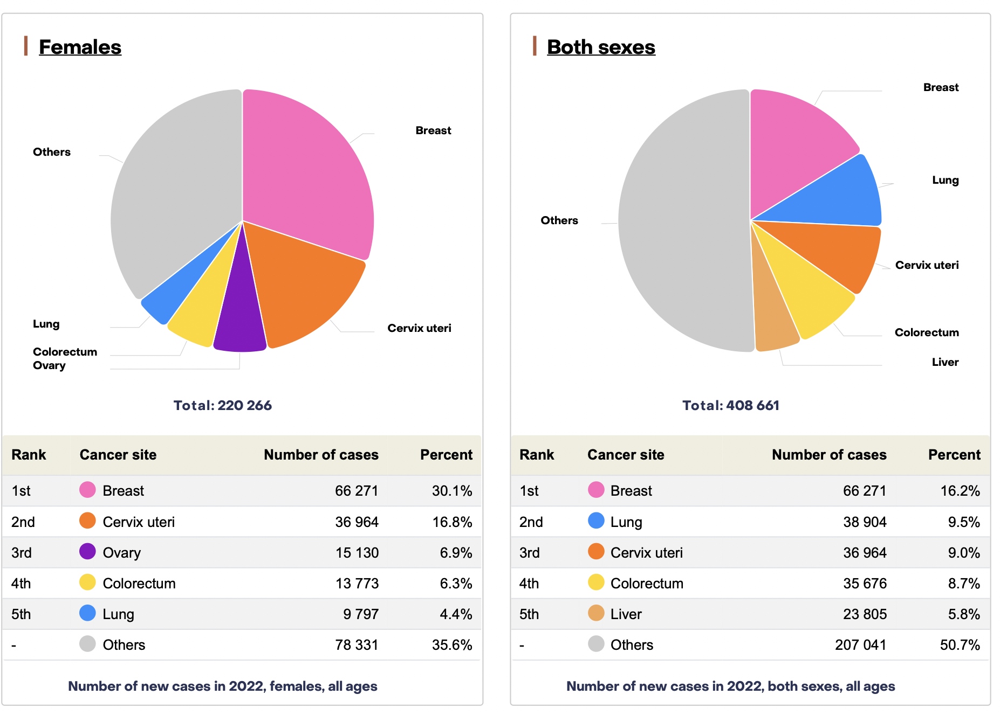 Females
Breast
Others
Lung
Colorectum
Ovary
Cervix uteri
Total: 220 266
Rank Cancer site Number of cases Percent
1st Breast 66 271 30.1%
2nd Cervix uteri 36 964 16.8%
3rd Ovary 15 130 6.9%
4th Colorectum 13 773 6.3%
5th Lung 9 797 4.4%
- Others 78 331 35.6%
Number of new cases in 2022, females, all ages
Both sexes
Breast
Lung
Others
Cervix uteri
Colorectum
Liver
Total: 408 661
Rank Cancer site Number of cases Percent
1st Breast 66 271 16.2%
2nd Lung 38 904 9.5%
3rd Cervix uteri 36 964 9.0%
4th Colorectum 35 676 8.7%
5th Liver 23 805 5.8%
- Others 207 041 50.7%
Number of new cases in 2022, both sexes, all ages